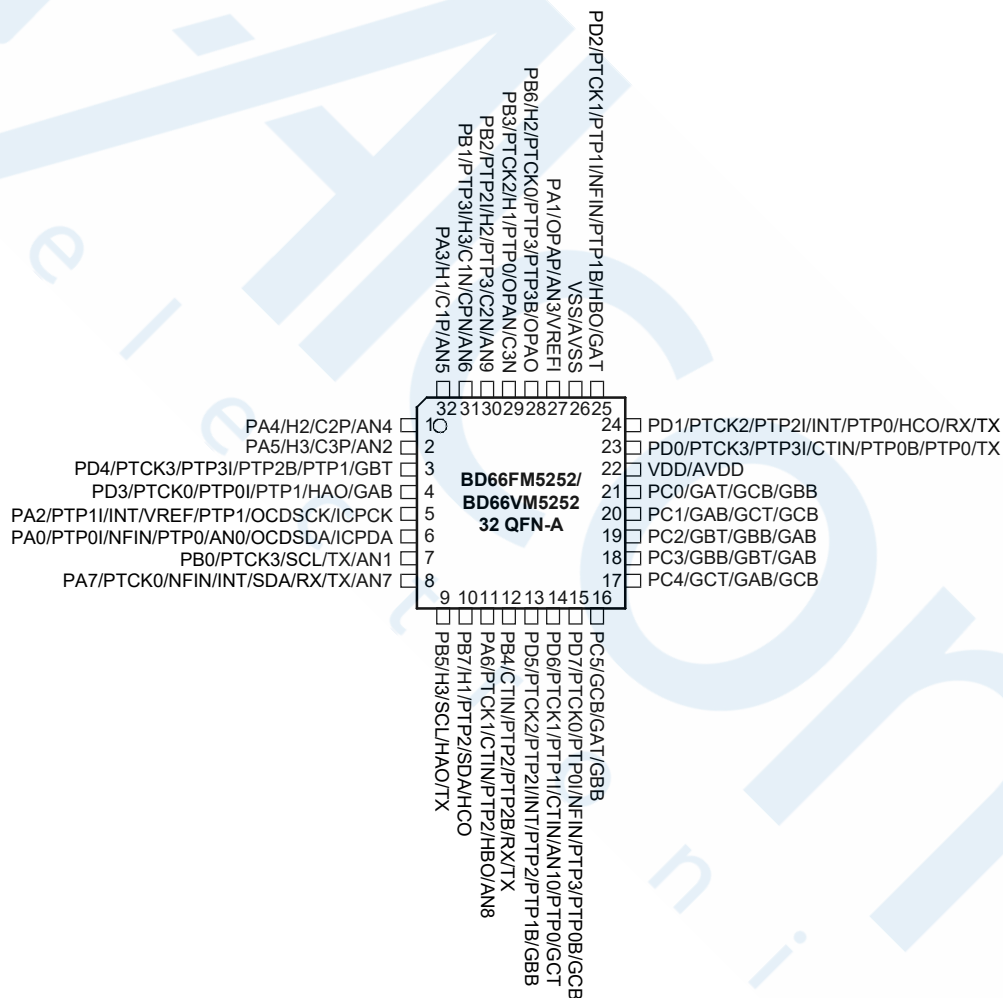 PD2/PTCK1/PTP1I/NFIN/PTP1B/HBO/GAT
VSS/AVSS
PA1/OPAP/AN3/VREFI
PB6/H2/PTCK0/PTP3/PTP3B/OPAO
PB3/PTCK2/H1/PTP0/OPAN/C3N
PB2/PTP2I/H2/PTP3/C2N/AN9
PB1/PTP3I/H3/C1N/CPN/AN6
PA3/H1/C1P/AN5
32 31 30 29 28 27 26 25
PA4/H2/C2P/AN4 1
PA5/H3/C3P/AN2 2
PD4/PTCK3/PTP3I/PTP2B/PTP1/GBT 3
PD3/PTCK0/PTP0I/PTP1/HAO/GAB 4
PA2/PTP1I/INT/VREF/PTP1/OCDSCK/ICPCK 5
PA0/PTP0I/NFIN/PTP0/AN0/OCDSDA/ICPDA 6
PB0/PTCK3/SCL/TX/AN1 7
PA7/PTCK0/NFIN/INT/SDA/RX/TX/AN7 8
BD66FM5252/
BD66VM5252
32 QFN-A
24 PD1/PTCK2/PTP2I/INT/PTP0/HCO/RX/TX
23 PD0/PTCK3/PTP3I/CTIN/PTP0B/PTP0/TX
22 VDD/AVDD
21 PC0/GAT/GCB/GBB
20 PC1/GAB/GCT/GCB
19 PC2/GBT/GBB/GAB
18 PC3/GBB/GBT/GAB
17 PC4/GCT/GAB/GCB
9 10 11 12 13 14 15 16
PB5/H3/SCL/HAO/TX
PB7/H1/PTP2/SDA/HCO
PA6/PTCK1/CTIN/PTP2/HBO/AN8
PB4/CTIN/PTP2/PTP2B/RX/TX
PD5/PTCK2/PTP2I/INT/PTP2/PTP1B/GBB
PD6/PTCK1/PTP1I/CTIN/AN10/PTP0/GCT
PD7/PTCK0/PTP0I/NFIN/PTP3/PTP0B/GCB
PC5/GCB/GAT/GBB